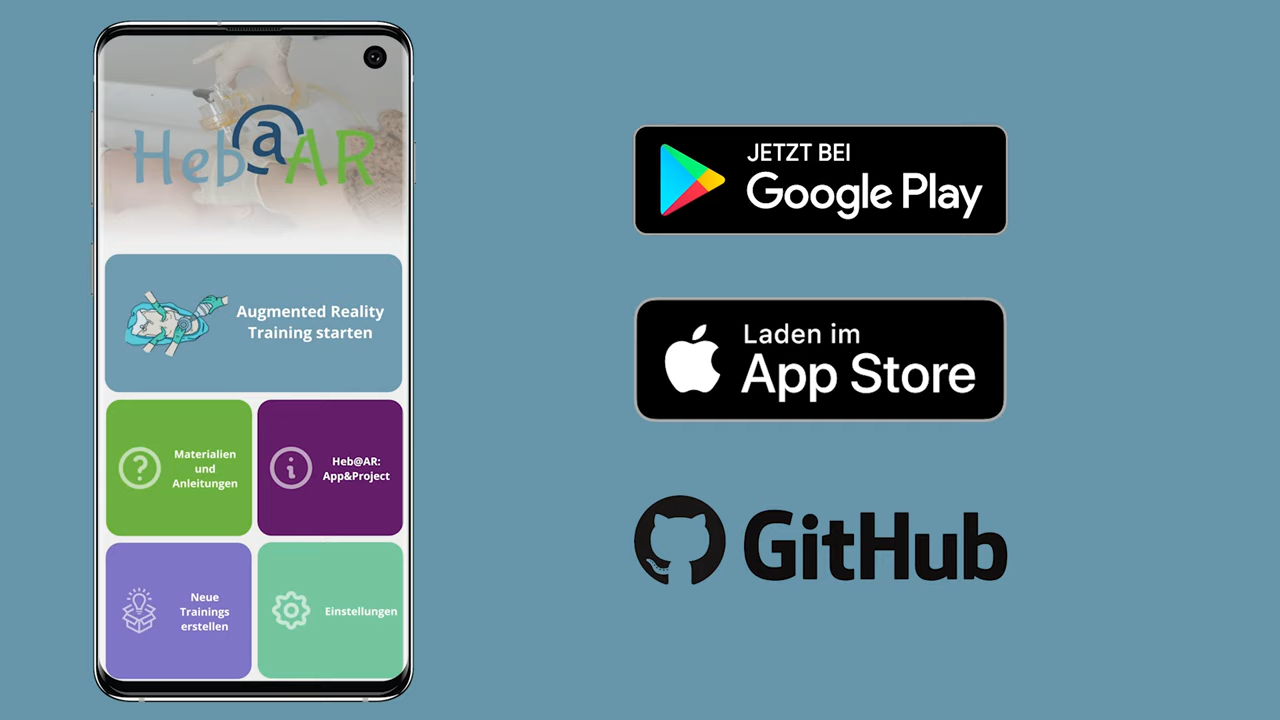 Heb@AR
Augmented Reality
Training starten
Materialien
und
Anleitungen
Heb@AR:
App&Project
Neue
Trainings
erstellen
Einstellungen
JETZT BEI
Google Play
Laden im
App Store
GitHub